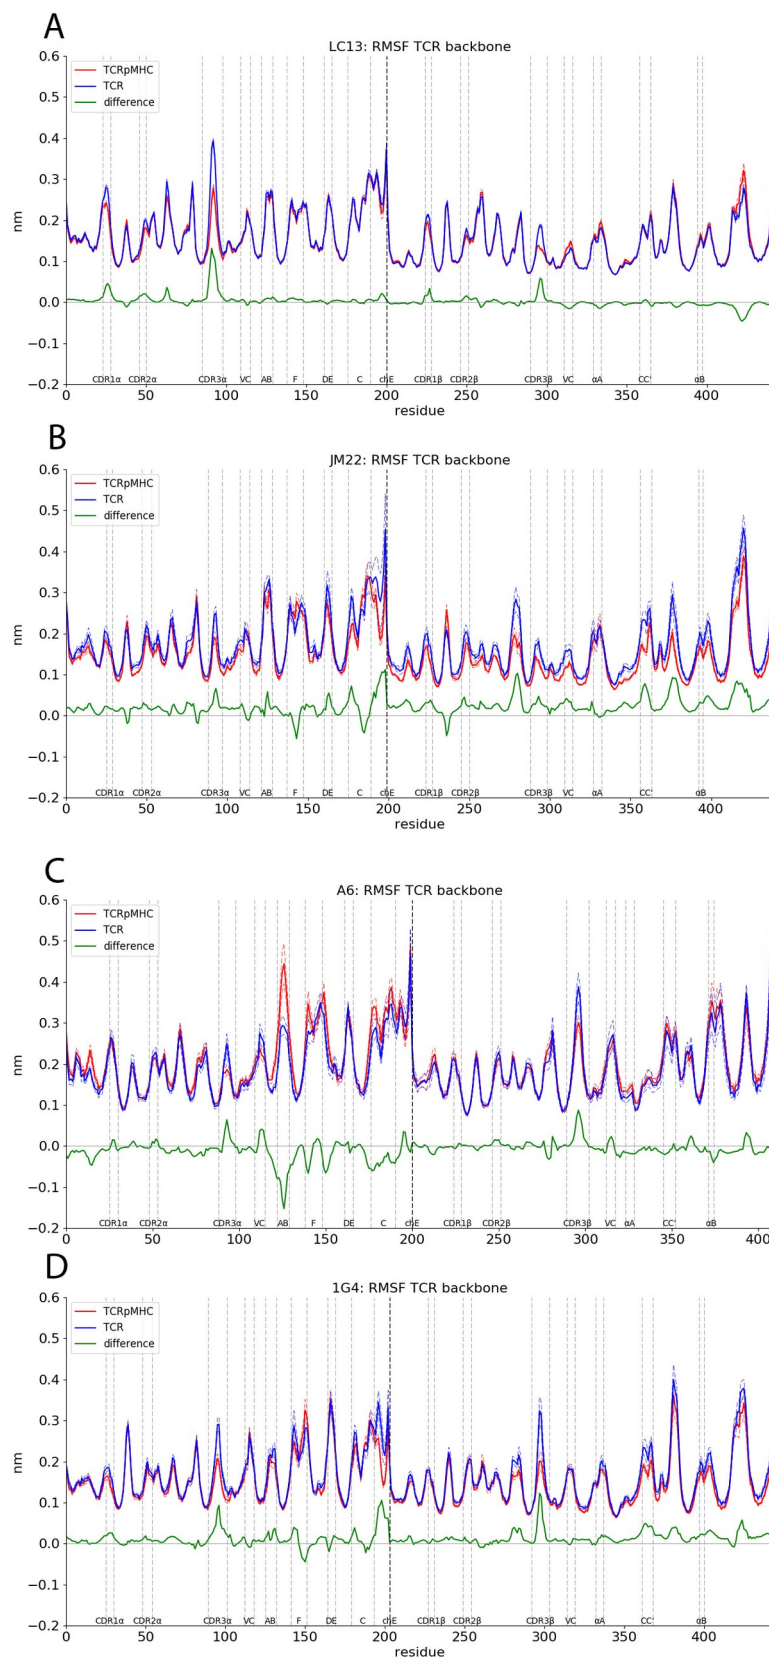 A
LC13: RMSF TCR backbone
0.6
TCRpMHC
TCR
0.5
difference
0.4
0.3
nm
0.2
0.1
0.0
−0.1
−0.2
CDR1α CDR2α CDR3α VC AB F DE C chE CDR1β CDR2β CDR3β VC αA CC' αB
0 50 100 150 200 250 300 350 400
residue
B
JM22: RMSF TCR backbone
0.6
TCRpMHC
TCR
0.5
difference
0.4
0.3
nm
0.2
0.1
0.0
−0.1
−0.2
CDR1α CDR2α CDR3α VC AB F DE C chE CDR1β CDR2β CDR3β VC αA CC' αB
0 50 100 150 200 250 300 350 400
residue
C
A6: RMSF TCR backbone
0.6
TCRpMHC
TCR
0.5
difference
0.4
0.3
nm
0.2
0.1
0.0
−0.1
−0.2
CDR1α CDR2α CDR3α VC AB F DE C chE CDR1β CDR2β CDR3β VC αA CC' αB
0 50 100 150 200 250 300 350 400
residue
D
1G4: RMSF TCR backbone
0.6
TCRpMHC
TCR
0.5
difference
0.4
0.3
nm
0.2
0.1
0.0
−0.1
−0.2
CDR1α CDR2α CDR3α VC AB F DE C chE CDR1β CDR2β CDR3β VC αA CC' αB
0 50 100 150 200 250 300 350 400
residue